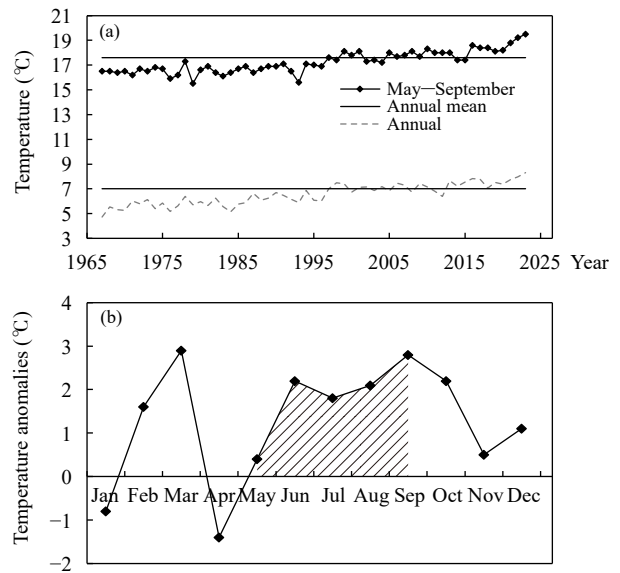 (a)
Temperature (℃)
21
19
17
15
13
11
9
7
5
3
May—September
Annual mean
Annual
1965 1975 1985 1995 2005 2015 2025 Year
(b)
Temperature anomalies (℃)
4
3
2
1
0
−1
−2
Jan Feb Mar Apr May Jun Jul Aug Sep Oct Nov Dec